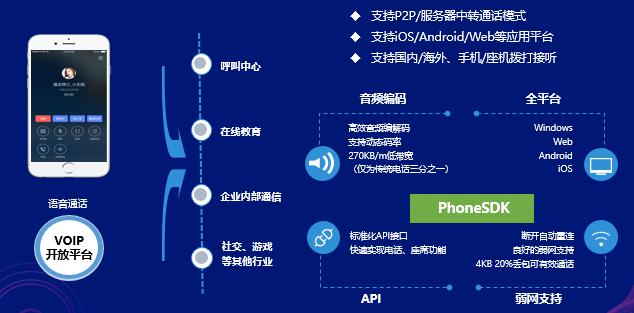 ◆ 支持P2P/服务器中转通话模式
◆ 支持iOS/Android/Web等应用平台
◆ 支持国内/海外、手机/座机拨打接听
语音通话
VOIP
开放平台
呼叫中心
在线教育
企业内部通信
社交、游戏
等其他行业
音频编码
高效音频编解码
支持动态码率
270KB/m低带宽
（仅为传统电话三分之一）
全平台
Windows
Web
Android
iOS
PhoneSDK
标准化API接口
快速实现电话、座席功能
API
断开自动重连
良好的弱网支持
4KB 20%丢包可有效通话
弱网支持